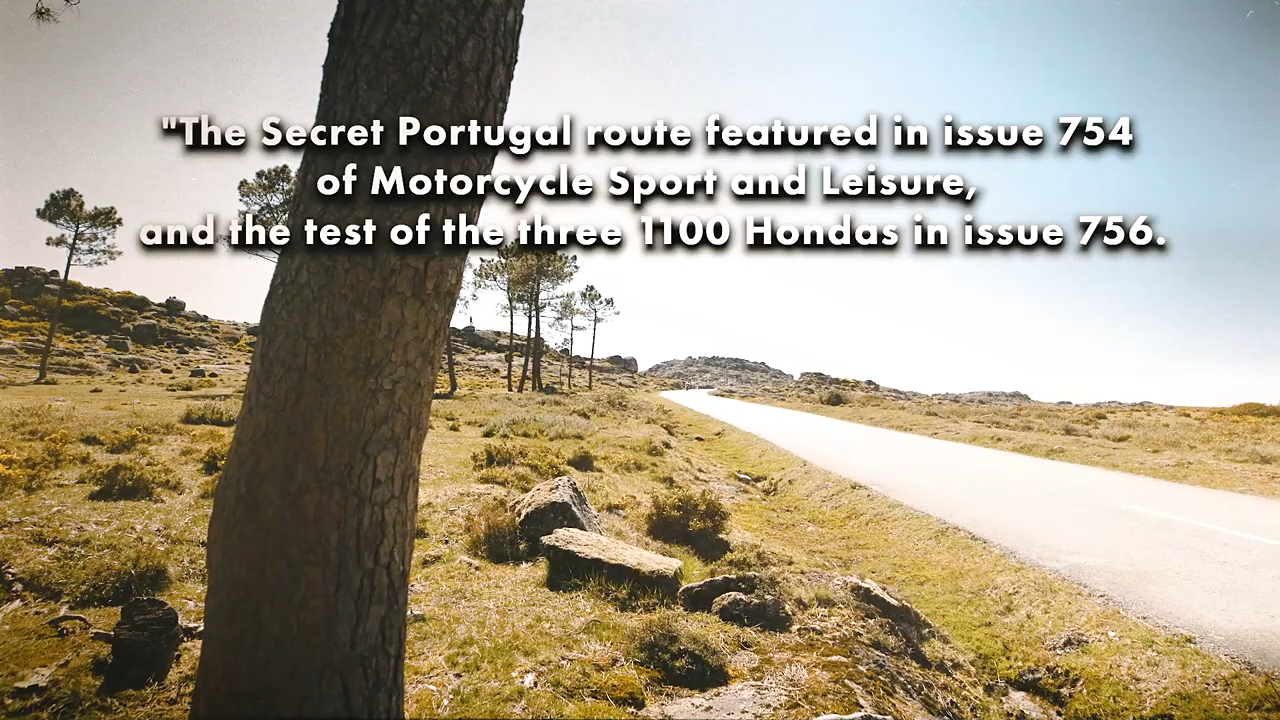 "The Secret Portugal route featured in issue 754
of Motorcycle Sport and Leisure,
and the test of the three 1100 Hondas in issue 756.